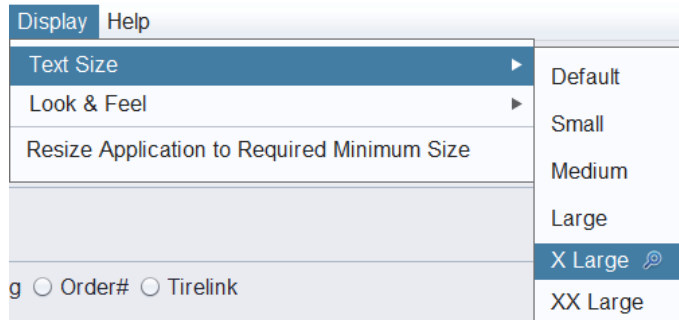 Display Help
Text Size
Look & Feel
Resize Application to Required Minimum Size
Default
Small
Medium
Large
X Large
XX Large
g Order# Tirelink